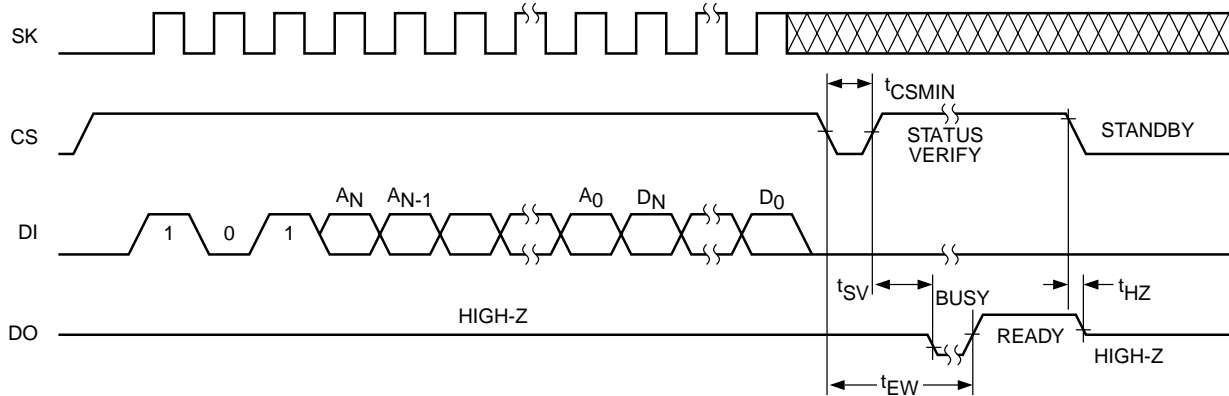 SK
CS
tCSMIN
STATUS
VERIFY
STANDBY
AN AN-1 A0 DN D0
DI
1 0 1
tSV
BUSY
tHZ
HIGH-Z
DO
READY
HIGH-Z
tEW